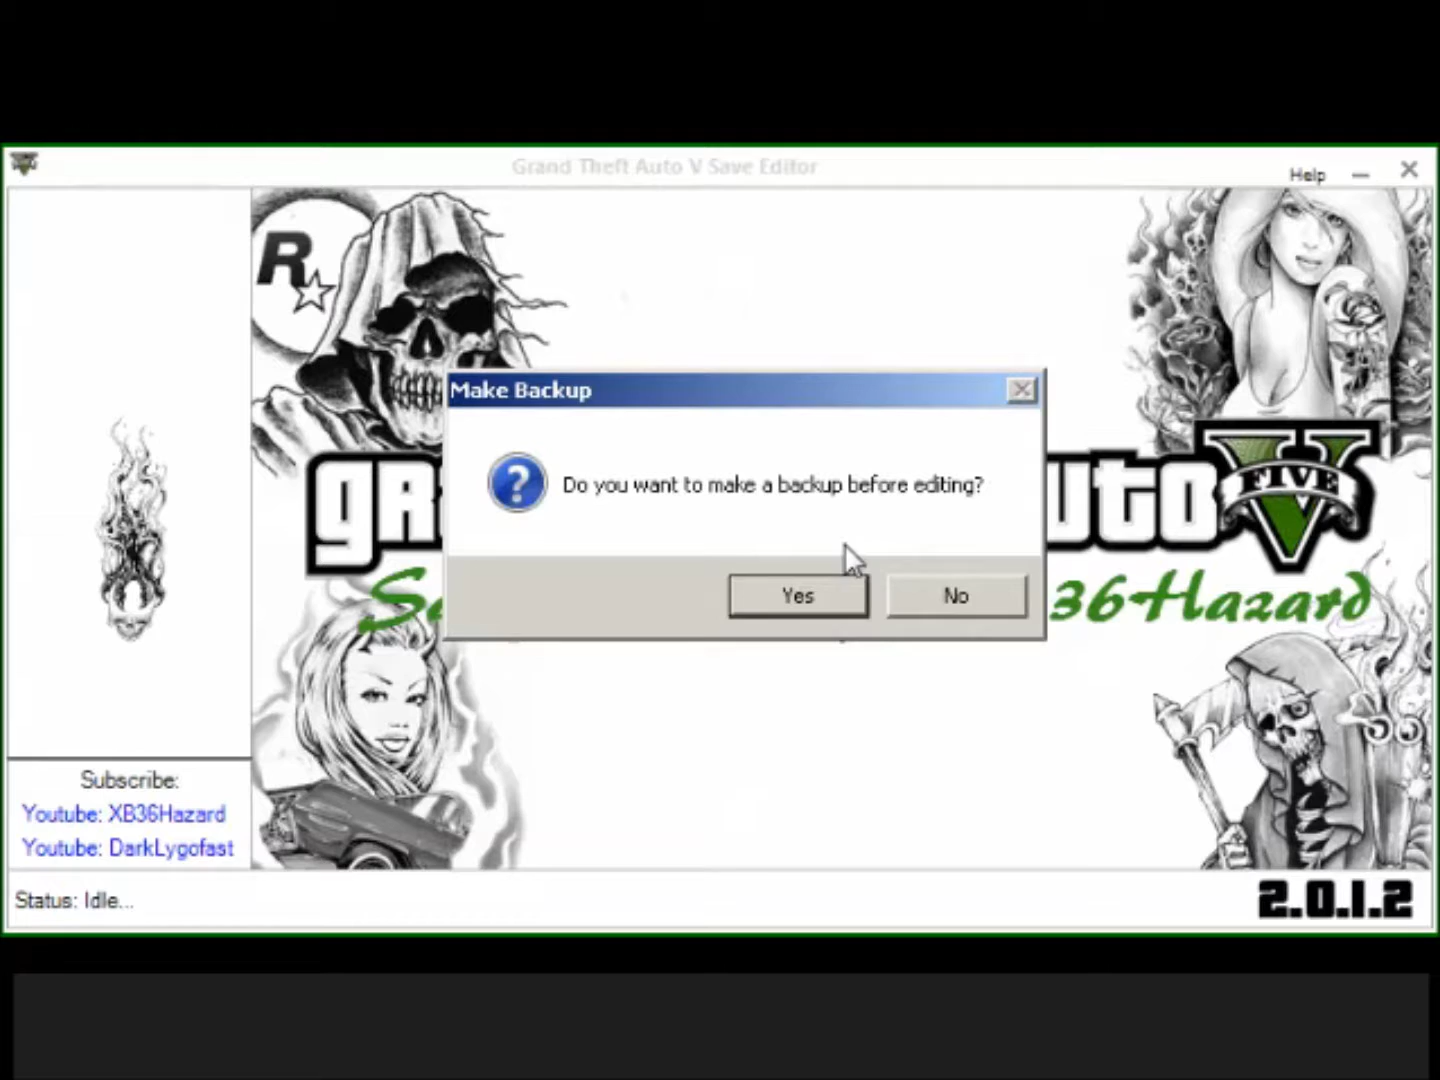 Grand Theft Auto V Save Editor
Help
R
Make Backup
Do you want to make a backup before editing?
Yes
No
uto
FIVE
36Hazard
Subscribe:
Youtube: XB36Hazard
Youtube: DarkLygofast
Status: Idle...
2.0.1.2